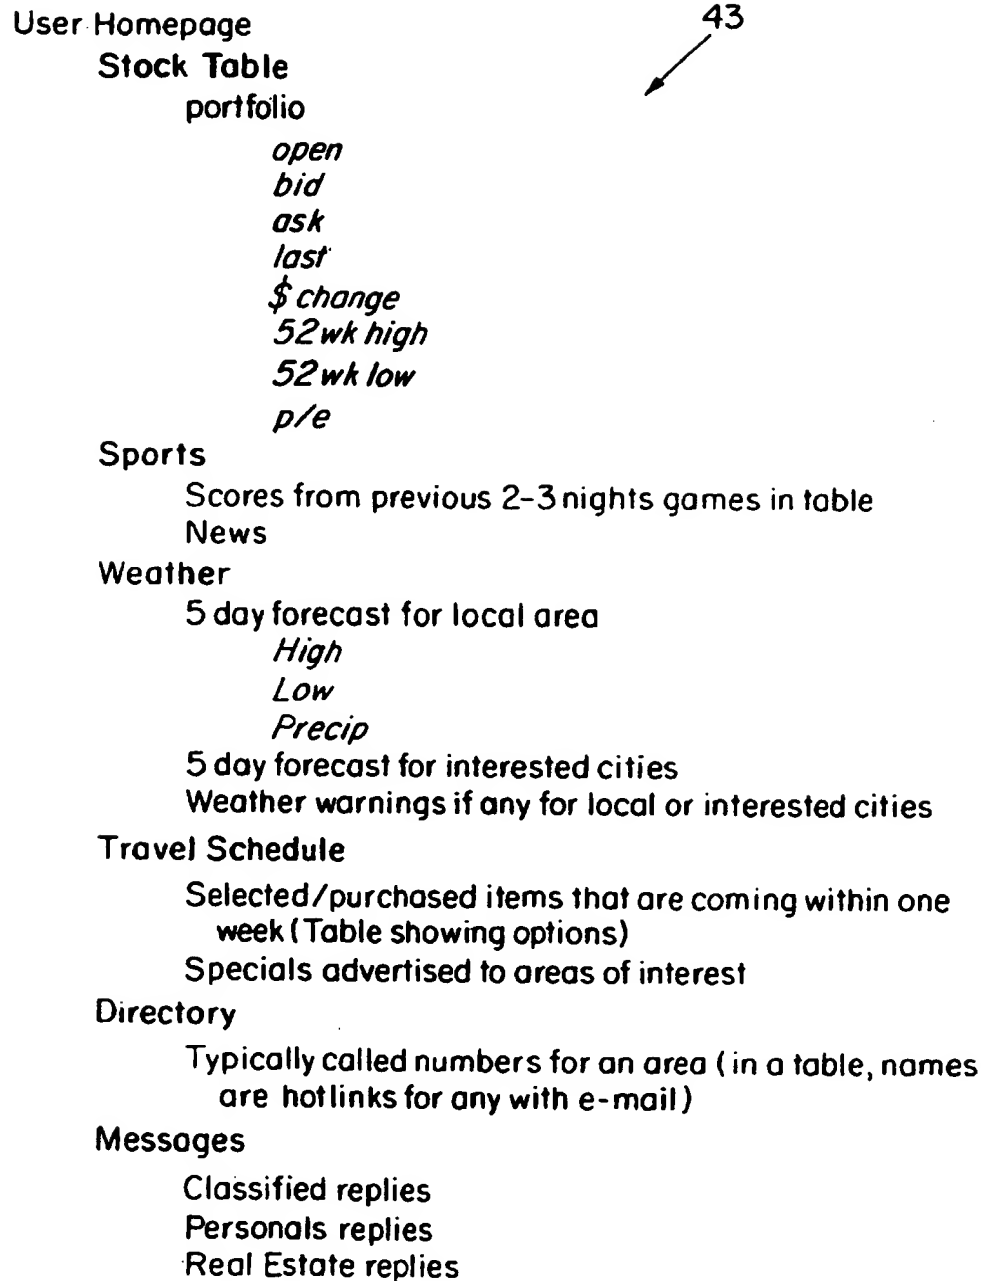 User Homepage
43
Stock Table
portfolio
open
bid
ask
last
$ change
52 wk high
52 wk low
p/e
Sports
Scores from previous 2-3 nights games in table
News
Weather
5 day forecast for local area
High
Low
Precip
5 day forecast for interested cities
Weather warnings if any for local or interested cities
Travel Schedule
Selected/purchased items that are coming within one
week (Table showing options)
Specials advertised to areas of interest
Directory
Typically called numbers for an area (in a table, names
are hotlinks for any with e-mail)
Messages
Classified replies
Personals replies
Real Estate replies